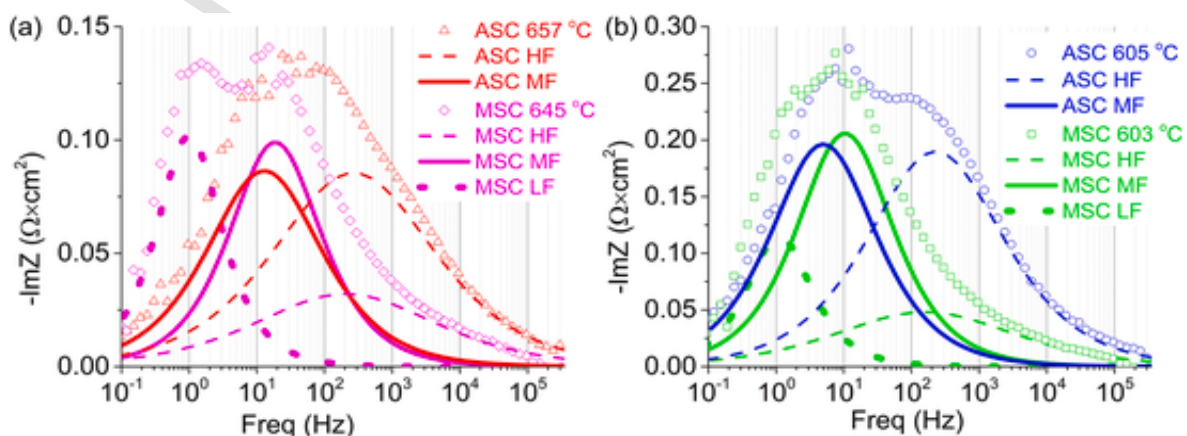 (a)
-ImZ (Ω×cm²)
0.15
0.10
0.05
0.00
10⁻¹ 10⁰ 10¹ 10² 10³ 10⁴ 10⁵
Freq (Hz)
ASC 657 °C
ASC HF
ASC MF
MSC 645 °C
MSC HF
MSC MF
MSC LF
(b)
-ImZ (Ω×cm²)
0.35
0.30
0.25
0.20
0.15
0.10
0.05
0.00
10⁻¹ 10⁰ 10¹ 10² 10³ 10⁴ 10⁵
Freq (Hz)
ASC 605 °C
ASC HF
ASC MF
MSC 603 °C
MSC HF
MSC MF
MSC LF